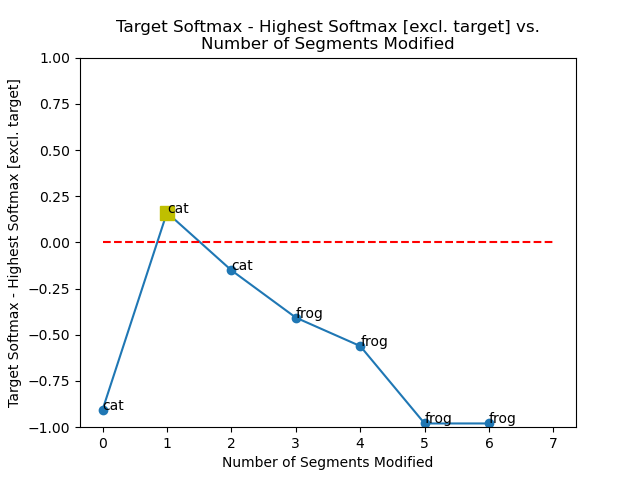 Target Softmax - Highest Softmax [excl. target] vs.
Number of Segments Modified
Target Softmax - Highest Softmax [excl. target]
1.00
0.75
0.50
0.25
0.00
−0.25
−0.50
−0.75
−1.00
cat
cat
cat
frog
frog
frog
frog
0 1 2 3 4 5 6 7
Number of Segments Modified